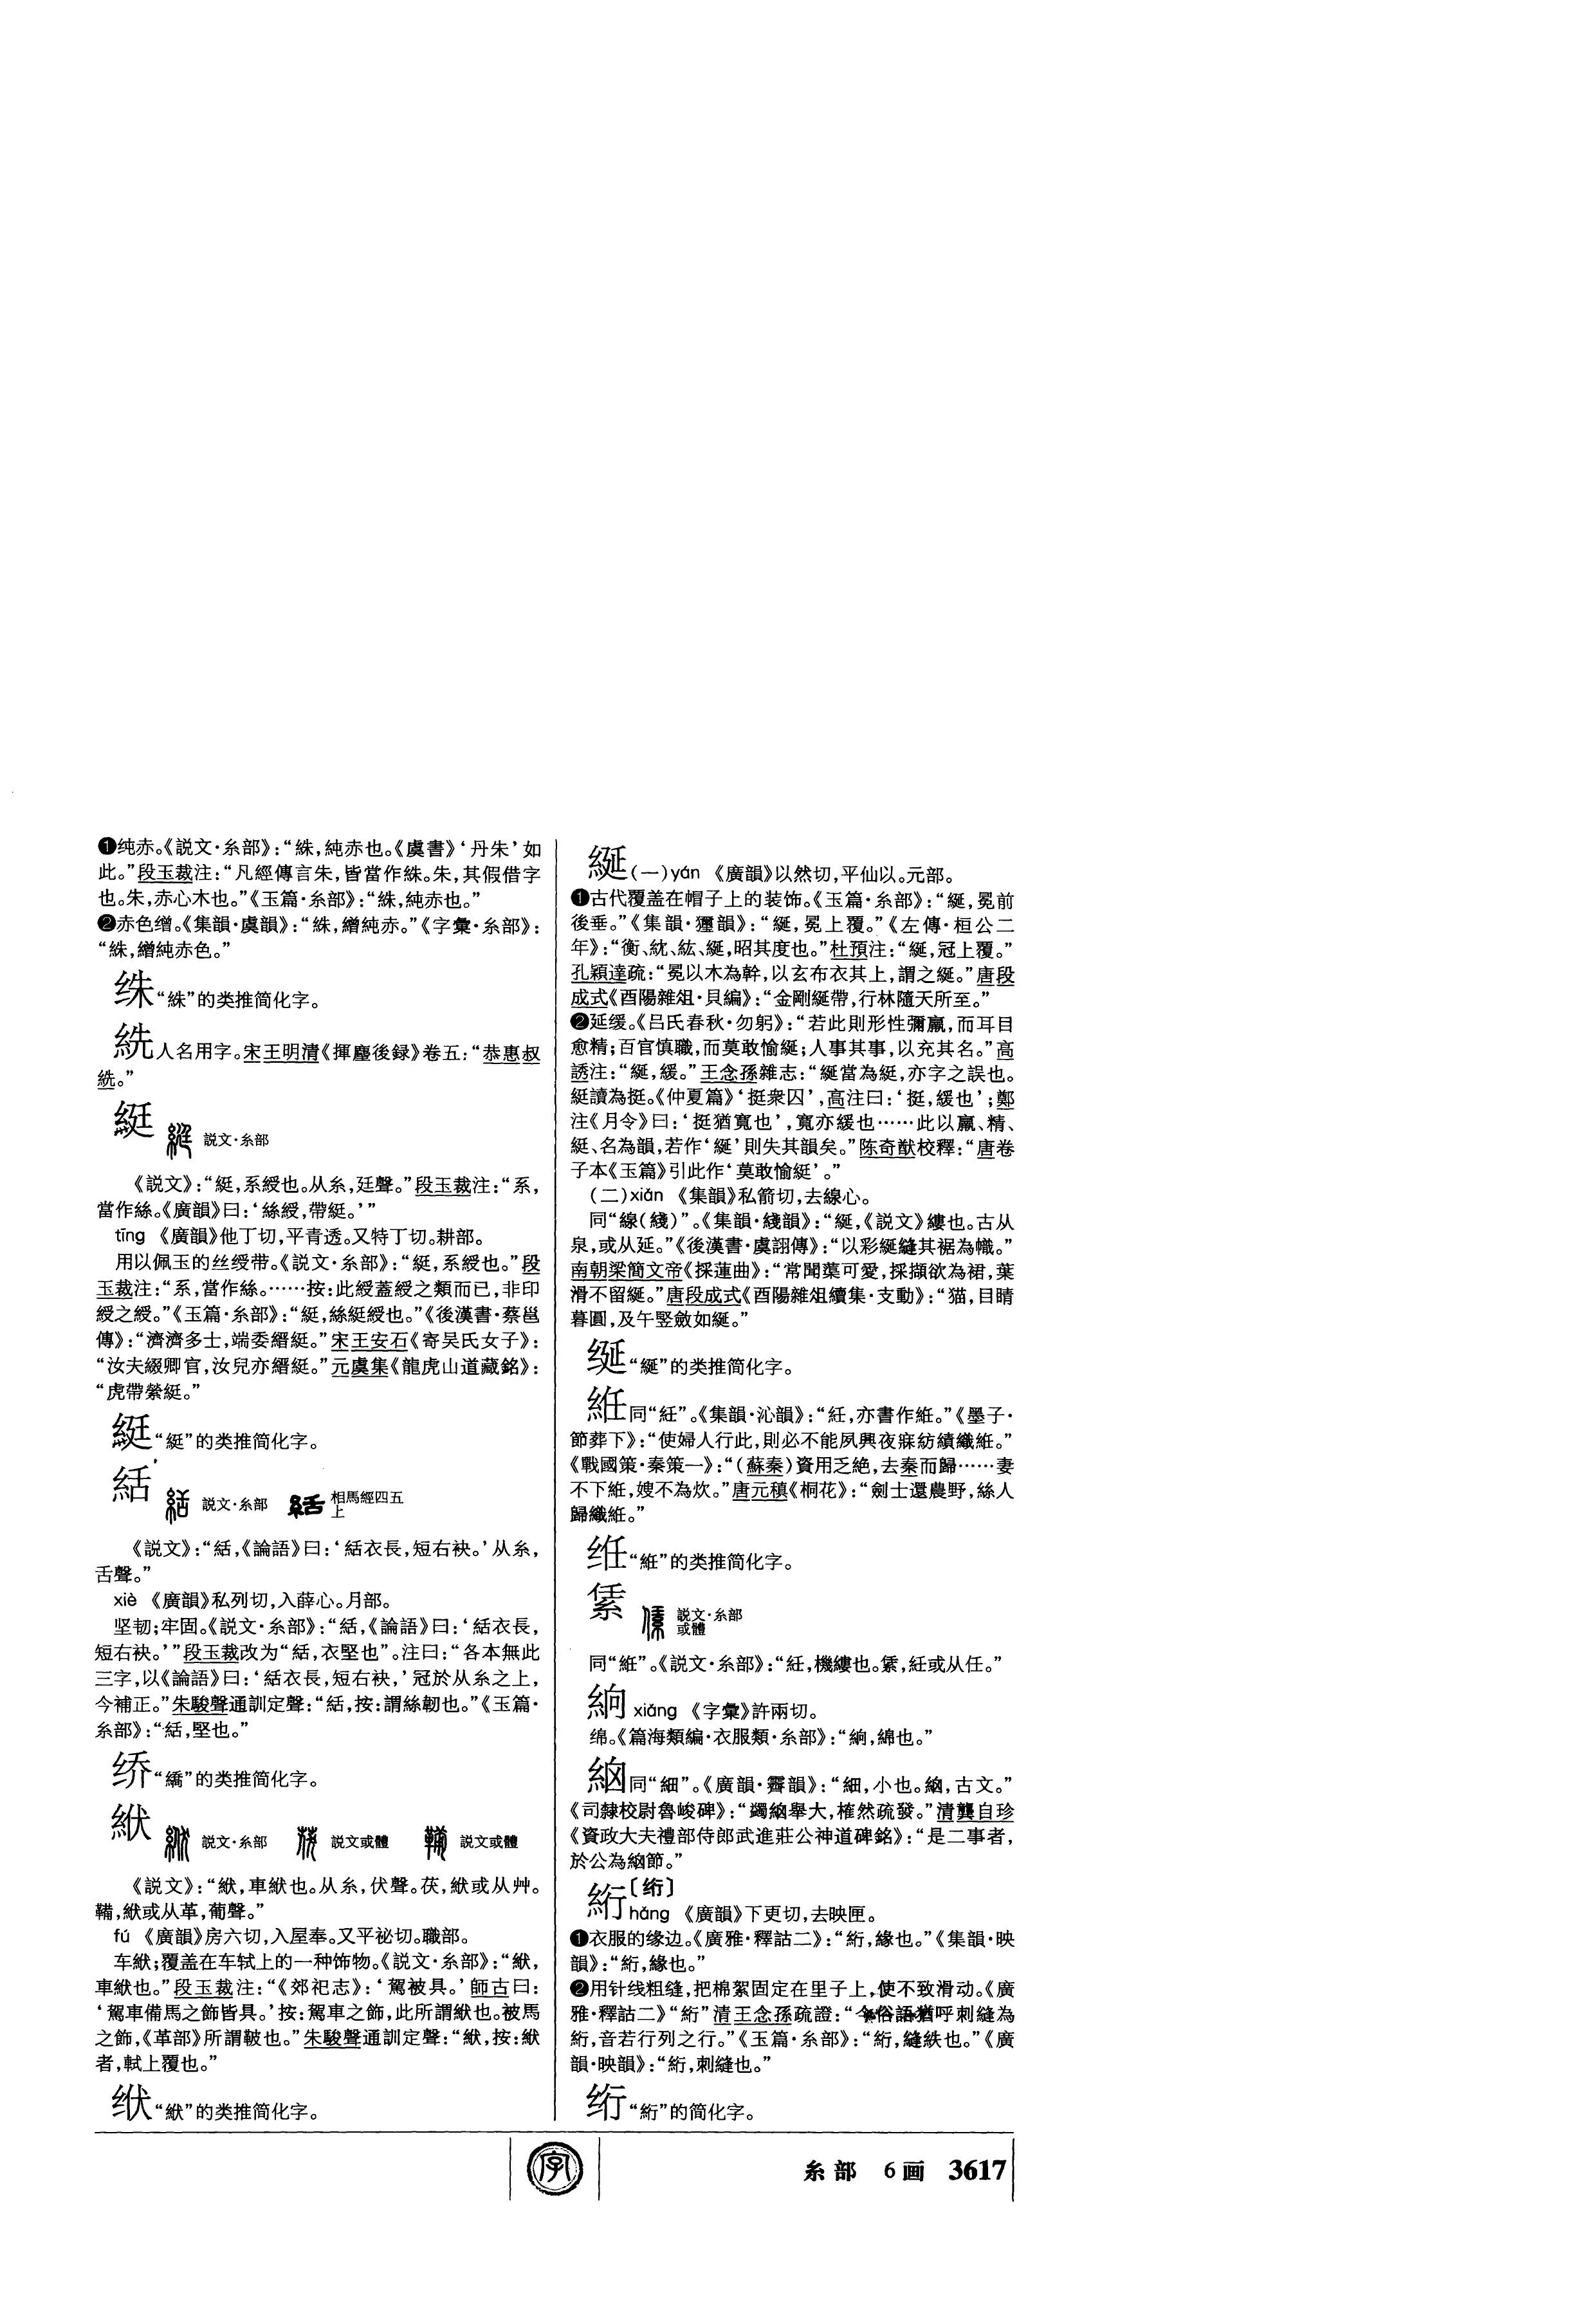 ❶纯赤。《説文·糸部》：“絑，純赤也。《虞書》‘丹朱’如
此。”段玉裁注：“凡經傳言朱，皆當作絑。朱，其假借字
也。朱，赤心木也。”《玉篇·糸部》：“絑，純赤也。”
❷赤色缯。《集韻·虞韻》：“絑，繒純赤。”《字彙·糸部》：
“絑，繒純赤色。”
“絑”的类推简化字。
絩人名用字。宋王明清《揮麈後録》卷五：“恭惠叔
綎 説文·糸部
《説文》：“綎，系綬也。从糸，廷聲。”段玉裁注：“系，
當作絲。《廣韻》曰：‘絲綬，帶綎。’”
tīng 《廣韻》他丁切，平青透。又特丁切。耕部。
用以佩玉的丝绶带。《説文·糸部》：“綎，系綬也。”段
玉裁注：“系，當作絲。……按：此綬蓋綬之類而已，非印
綬之綬。”《玉篇·糸部》：“綎，絲綎綬也。”《後漢書·蔡邕
傳》：“濟濟多士，端委縉綎。”宋王安石《寄吴氏女子》：
“汝夫綴卿官，汝兒亦縉綎。”元虞集《龍虎山道藏銘》：
“虎帶縈綎。”
“綎”的类推简化字。
絬 説文·糸部 相馬經四五
上
《説文》：“絬，《論語》曰：‘絬衣長，短右袂。’从糸，
舌聲。”
xiè 《廣韻》私列切，入薛心。月部。
坚韧；牢固。《説文·糸部》：“絬，《論語》曰：‘絬衣長，
短右袂。’”段玉裁改为“絬，衣堅也”。注曰：“各本無此
三字，以《論語》曰：‘絬衣長，短右袂，’冠於从糸之上，
今補正。”朱駿聲通訓定聲：“絬，按：謂絲韌也。”《玉篇·
糸部》：“絬，堅也。”
“繑”的类推简化字。
絥 説文·糸部 説文或體 説文或體
《説文》：“絥，車絥也。从糸，伏聲。茯，絥或从艸。
鞴，絥或从革，葡聲。”
fú 《廣韻》房六切，入屋奉。又平祕切。職部。
车絥；覆盖在车轼上的一种饰物。《説文·糸部》：“絥，
車絥也。”段玉裁注：“《郊祀志》：‘駕被具。’師古曰：
‘駕車備馬之飾皆具。’按：駕車之飾，此所謂絥也。被馬
之飾，《革部》所謂鞁也。”朱駿聲通訓定聲：“絥，按：絥
者，軾上覆也。”
“絥”的类推简化字。
綖(一)yán 《廣韻》以然切，平仙以。元部。
❶古代覆盖在帽子上的装饰。《玉篇·糸部》：“綖，冕前
後垂。”《集韻·獮韻》：“綖，冕上覆。”《左傳·桓公二
年》：“衡、紞、紘、綖，昭其度也。”杜預注：“綖，冠上覆。”
孔穎達疏：“冕以木為幹，以玄布衣其上，謂之綖。”唐段
成式《酉陽雜俎·貝編》：“金剛綖帶，行林隨天所至。”
❷延缓。《吕氏春秋·勿躬》：“若此則形性彌羸，而耳目
愈精；百官慎職，而莫敢愉綖；人事其事，以充其名。”高
誘注：“綖，緩。”王念孫雜志：“綖當為綎，亦字之誤也。
綎讀為挺。《仲夏篇》‘挺衆囚’，高注曰：‘挺，緩也’；鄭
注《月令》曰：‘挺猶寬也’，寬亦緩也……此以羸、精、
綎、名為韻，若作‘綖’則失其韻矣。”陈奇猷校釋：“唐卷
子本《玉篇》引此作‘莫敢愉綎’。”
(二)xiǎn 《集韻》私箭切，去線心。
同“線(綫)”。《集韻·綫韻》：“綖，《説文》縷也。古从
泉，或从延。”《後漢書·虞詡傳》：“以彩綖縫其裾為幟。”
南朝梁簡文帝《採蓮曲》：“常聞蕖可愛，採擷欲為裙，葉
滑不留綖。”唐段成式《酉陽雜俎續集·支動》：“猫，目睛
暮圓，及午竪斂如綖。”
“綖”的类推简化字。
絍同“紝”。《集韻·沁韻》：“紝，亦書作絍。”《墨子·
節葬下》：“使婦人行此，則必不能夙興夜寐紡績織絍。”
《戰國策·秦策一》：“(蘇秦)資用乏絶，去秦而歸……妻
不下絍，嫂不為炊。”唐元稹《桐花》：“劍士還農野，絲人
歸織絍。”
“絍”的类推简化字。
説文·糸部
或體
同“絍”。《説文·糸部》：“紝，機縷也。䋕，紝或从任。”
xiǎng 《字彙》許兩切。
绵。《篇海類編·衣服類·糸部》：“絧，綿也。”
同“細”。《廣韻·霽韻》：“細，小也。䋤，古文。”
《司隸校尉魯峻碑》：“蠲䋤舉大，榷然疏發。”清龔自珍
《資政大夫禮部侍郎武進莊公神道碑銘》：“是二事者，
於公為䋤節。”
絎〔绗〕
háng 《廣韻》下更切，去映匣。
❶衣服的缘边。《廣雅·釋詁二》：“絎，緣也。”《集韻·映
韻》：“絎，緣也。”
❷用针线粗缝，把棉絮固定在里子上，使不致滑动。《廣
雅·釋詁二》“絎”清王念孫疏證：“今俗語猶呼刺縫為
絎，音若行列之行。”《玉篇·糸部》：“絎，縫紩也。”《廣
韻·映韻》：“絎，刺縫也。”
绗“絎”的简化字。
字
糸部 6画 3617